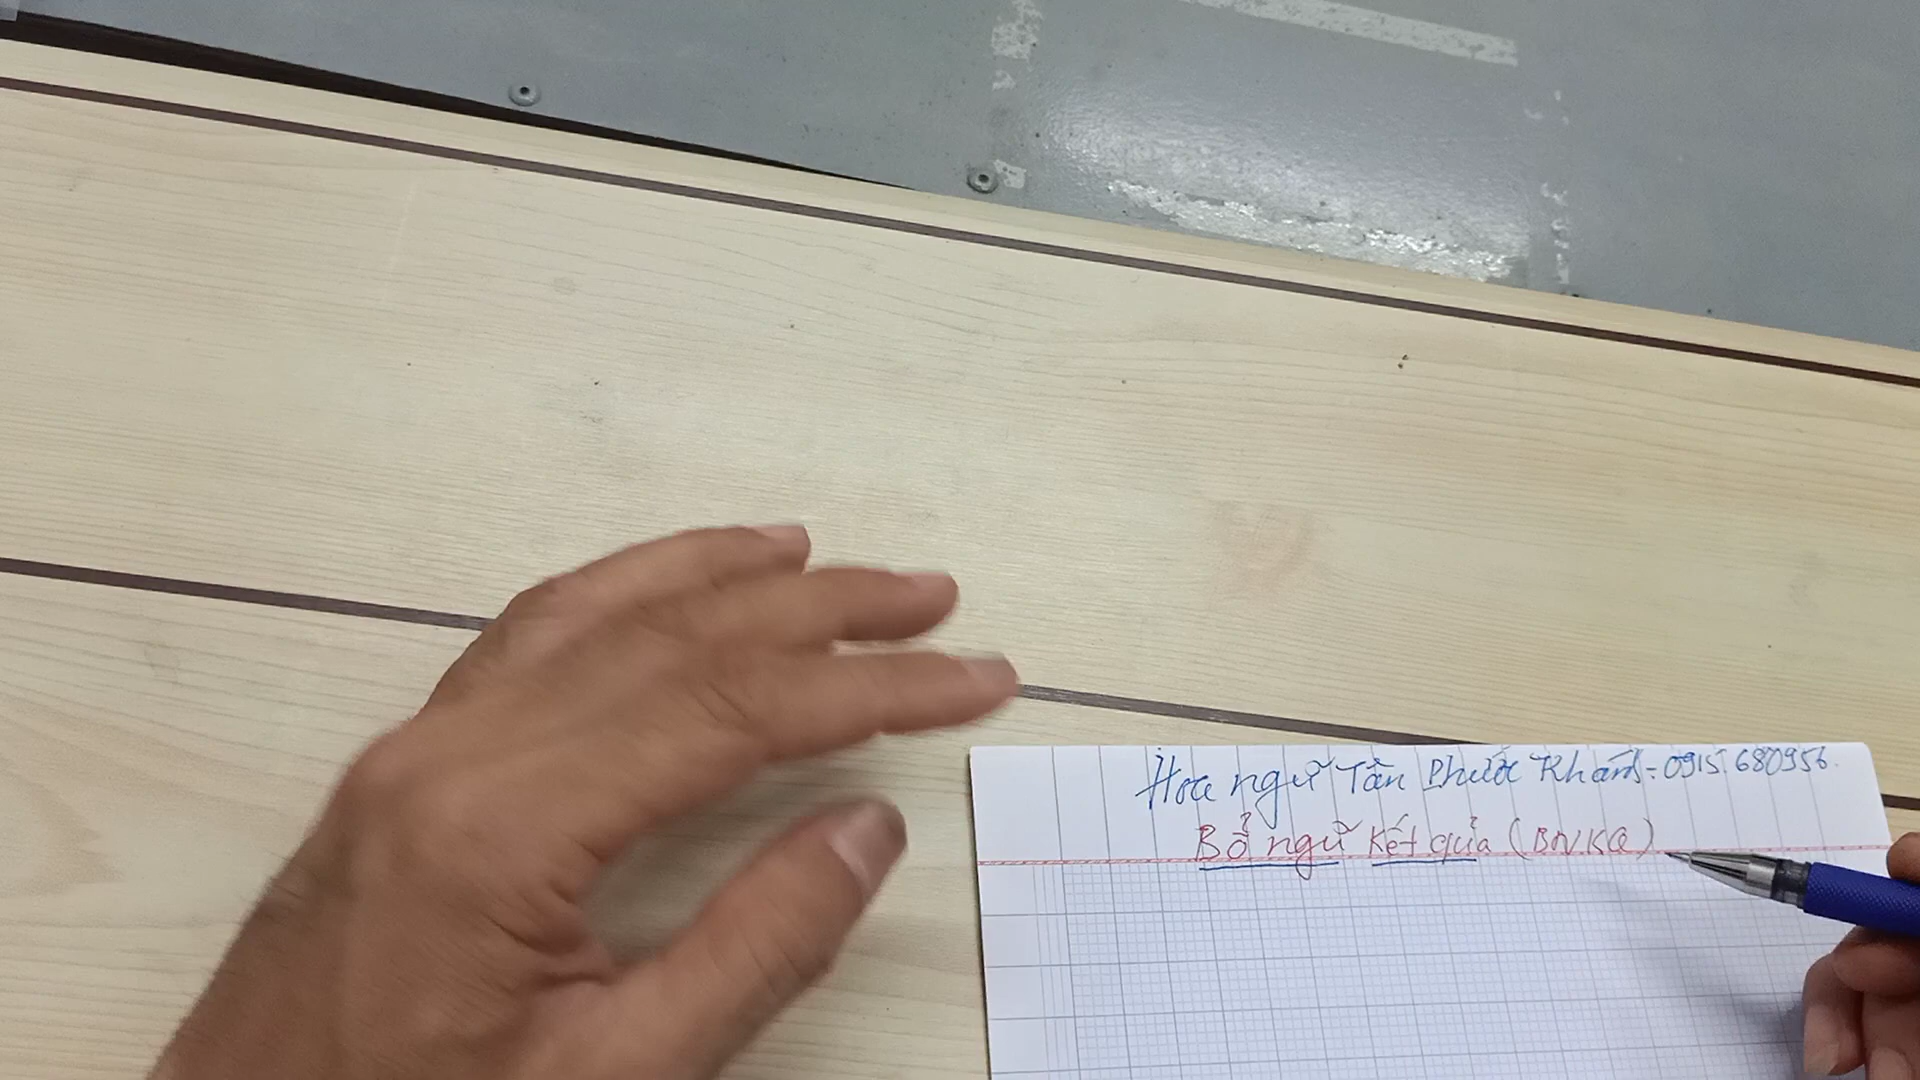 Hoa ngữ Tân Phước Khánh - 0915.680956.
Bổ ngữ Kết quả (BNKQ)